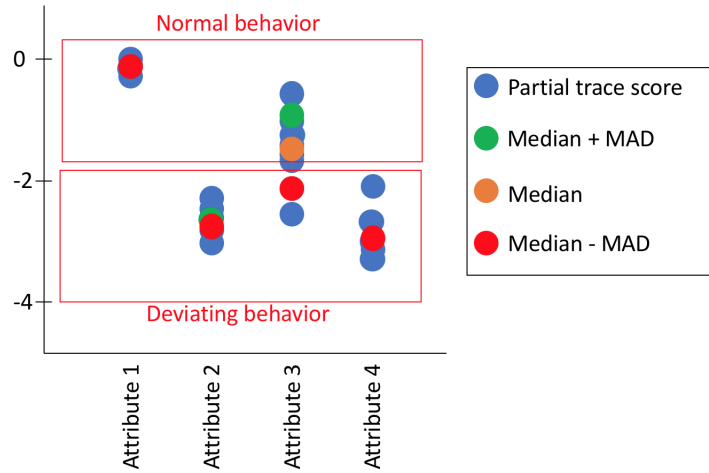 Normal behavior
0
-2
-4
Deviating behavior
Attribute 1
Attribute 2
Attribute 3
Attribute 4
Partial trace score
Median + MAD
Median
Median - MAD